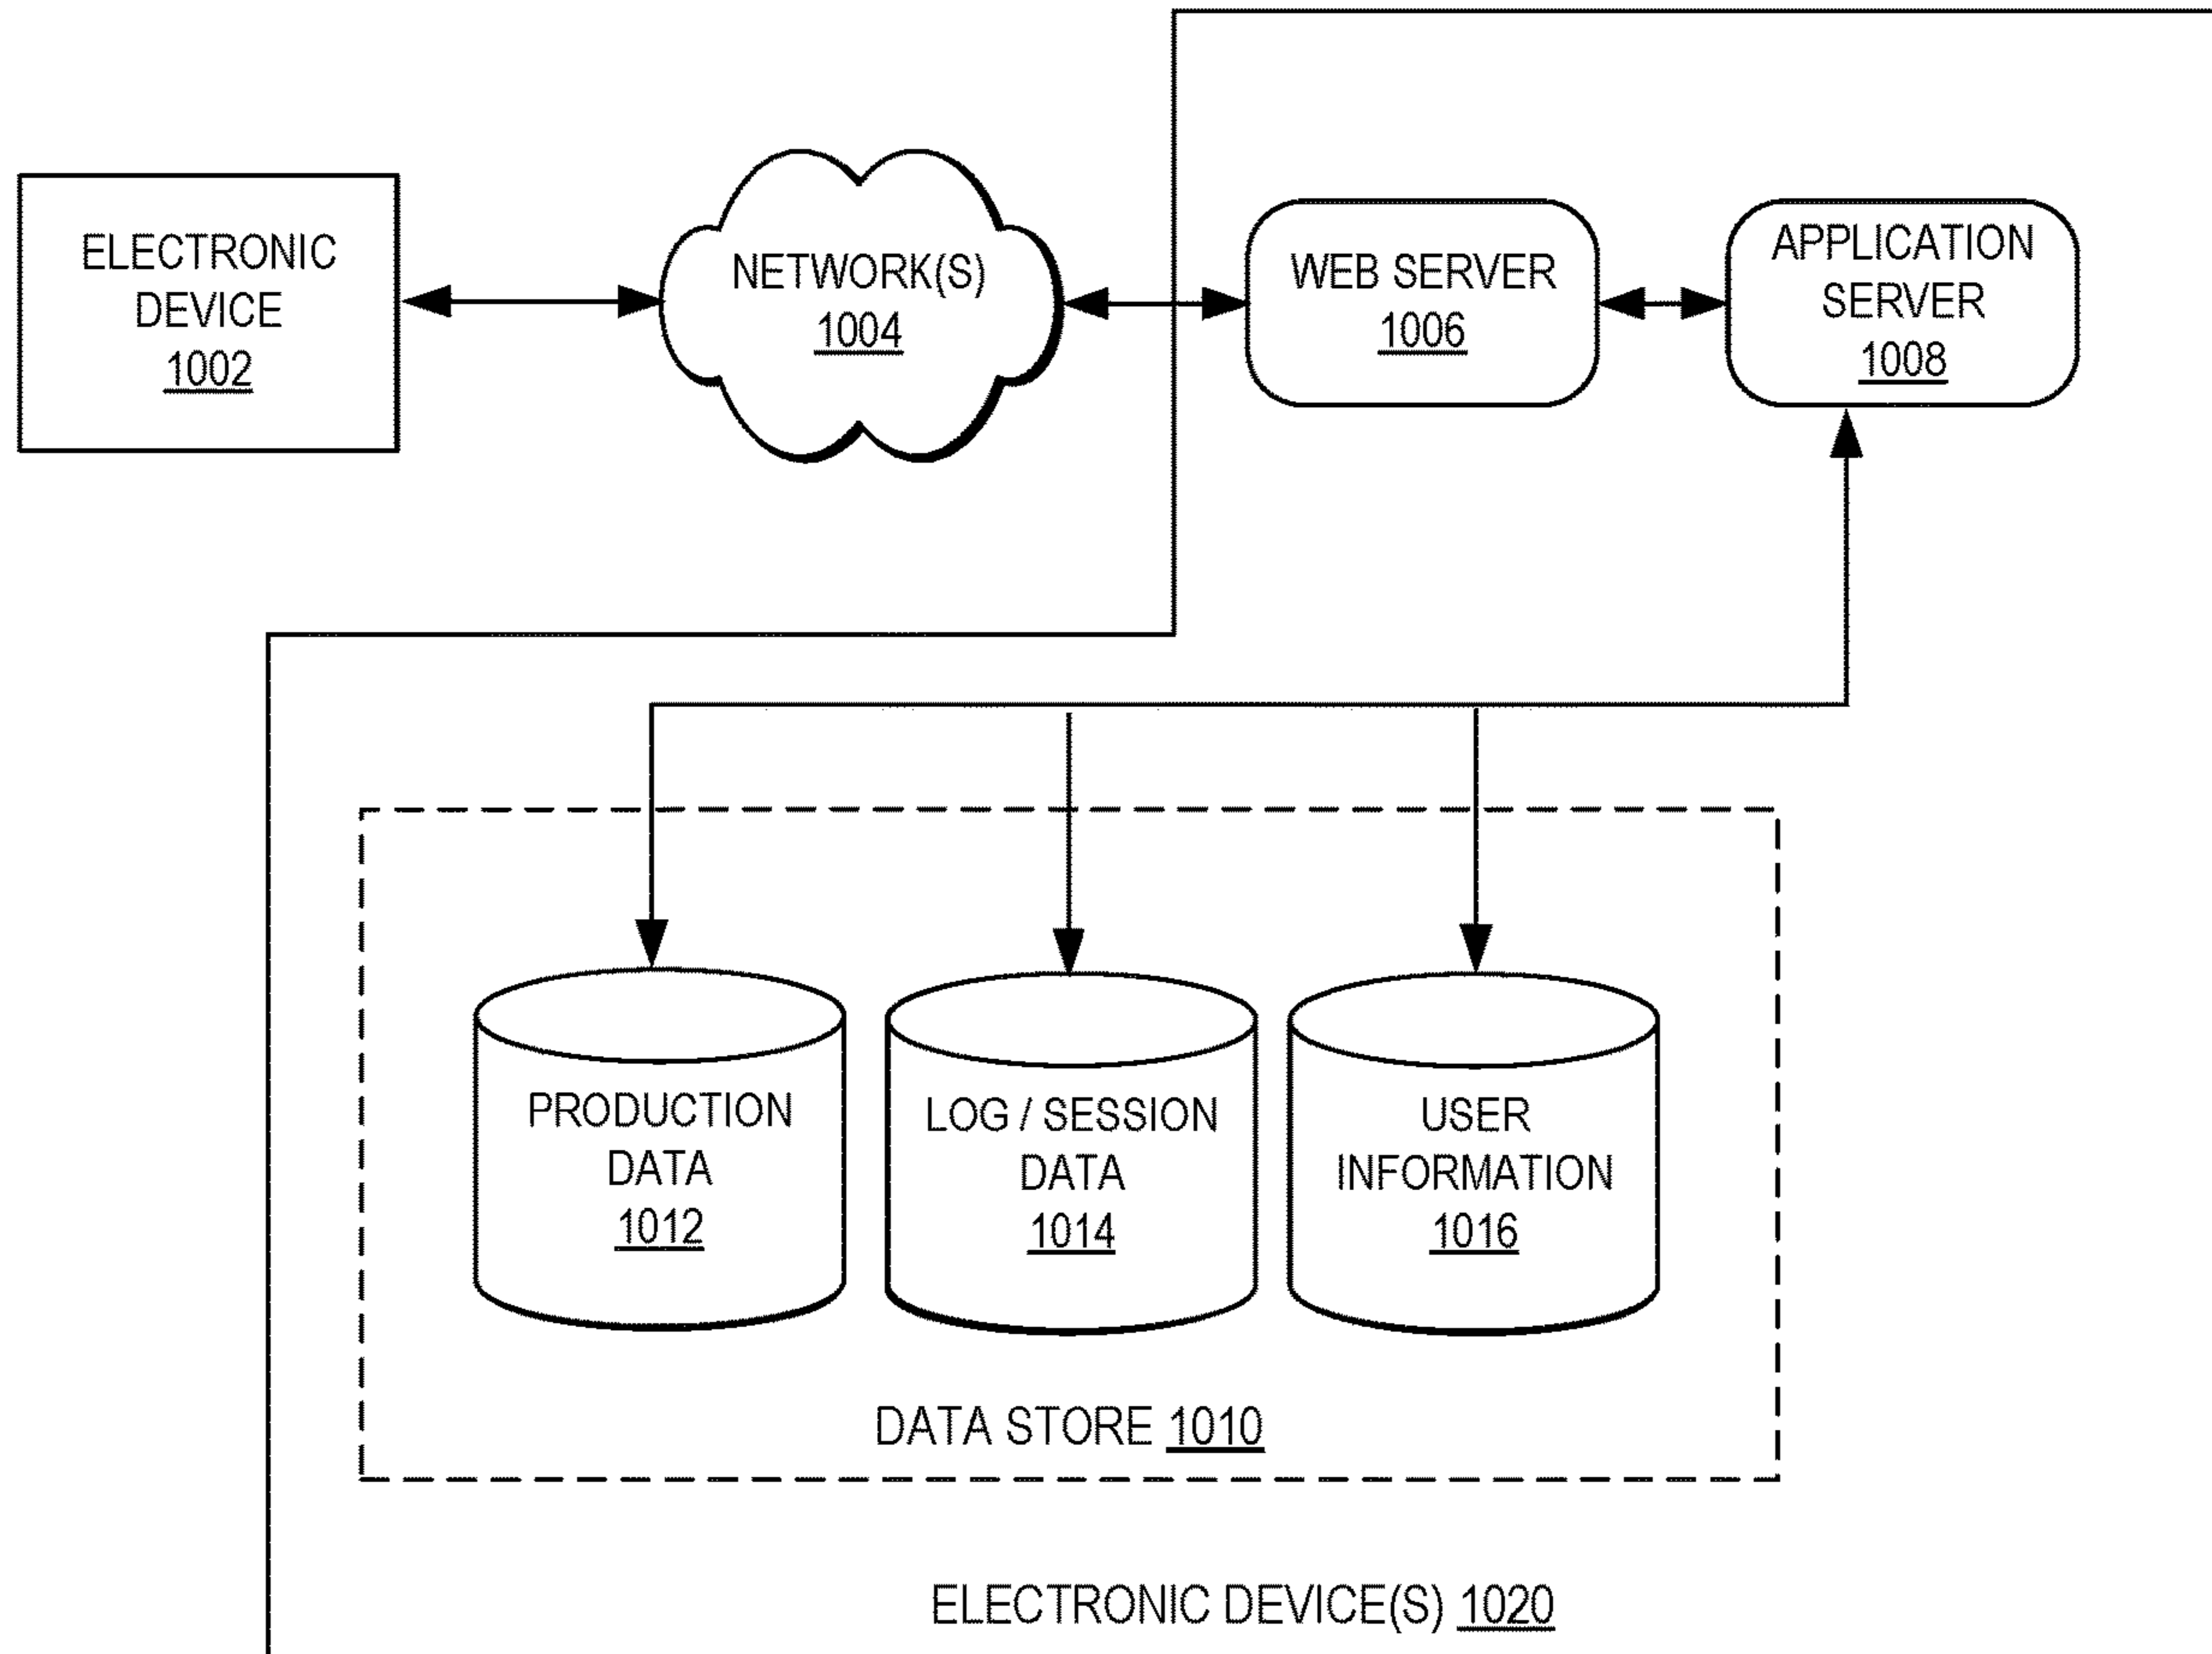 ELECTRONIC
DEVICE
1002
NETWORK(S)
1004
WEB SERVER
1006
APPLICATION
SERVER
1008
PRODUCTION
DATA
1012
LOG / SESSION
DATA
1014
USER
INFORMATION
1016
DATA STORE 1010
ELECTRONIC DEVICE(S) 1020